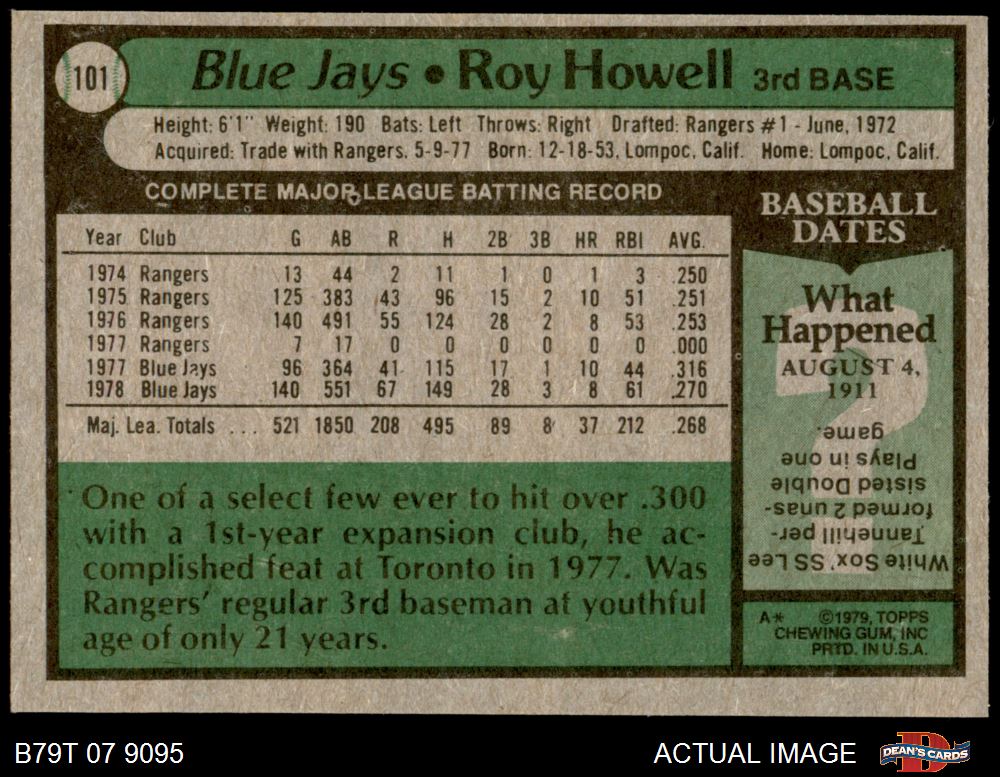 101
Blue Jays • Roy Howell 3rd BASE
Height: 6'1" Weight: 190 Bats: Left Throws: Right Drafted: Rangers #1 - June, 1972
Acquired: Trade with Rangers, 5-9-77 Born: 12-18-53, Lompoc, Calif. Home: Lompoc, Calif.
COMPLETE MAJOR LEAGUE BATTING RECORD
Year Club G AB R H 2B 3B HR RBI AVG.
1974 Rangers 13 44 2 11 1 0 1 3 .250
1975 Rangers 125 383 43 96 15 2 10 51 .251
1976 Rangers 140 491 55 124 28 2 8 53 .253
1977 Rangers 7 17 0 0 0 0 0 0 .000
1977 Blue Jays 96 364 41 115 17 1 10 44 .316
1978 Blue Jays 140 551 67 149 28 3 8 61 .270
Maj. Lea. Totals ... 521 1850 208 495 89 8 37 212 .268
One of a select few ever to hit over .300
with a 1st-year expansion club, he ac-
complished feat at Toronto in 1977. Was
Rangers' regular 3rd baseman at youthful
age of only 21 years.
BASEBALL
DATES
What
Happened
AUGUST 4,
1911
?
White Sox' SS Lee
Tannehill per-
formed 2 unas-
sisted Double
Plays in one
game.
A* ©1979, TOPPS
CHEWING GUM, INC
PRTD. IN U.S.A.
B79T 07 9095
ACTUAL IMAGE
D
DEAN'S CARDS